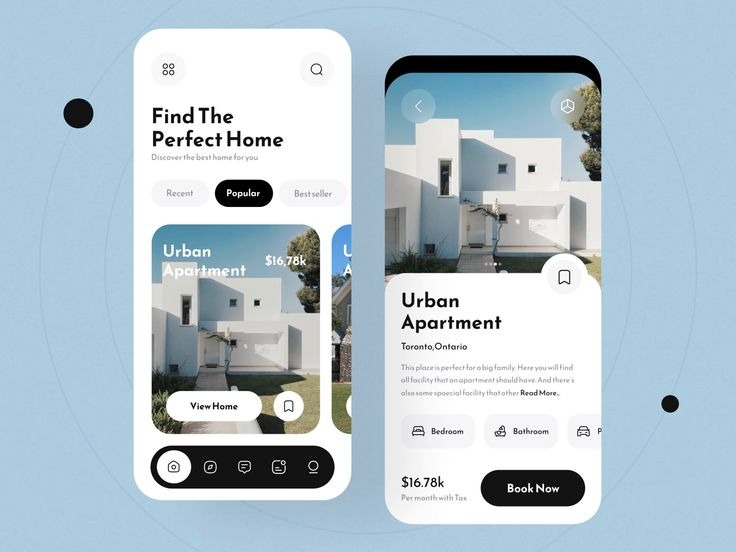 Find The
Perfect Home
Discover the best home for you
Recent
Popular
Best seller
Urban
Apartment
$16,78k
U
A
View Home
Urban
Apartment
Toronto,Ontario
This place is perfect for a big family. Here you will find
all facility that an apartment should have. And there's
also some spoecial facility that other Read More...
Bedroom
Bathroom
P
$16.78k
Per month with Tax
Book Now